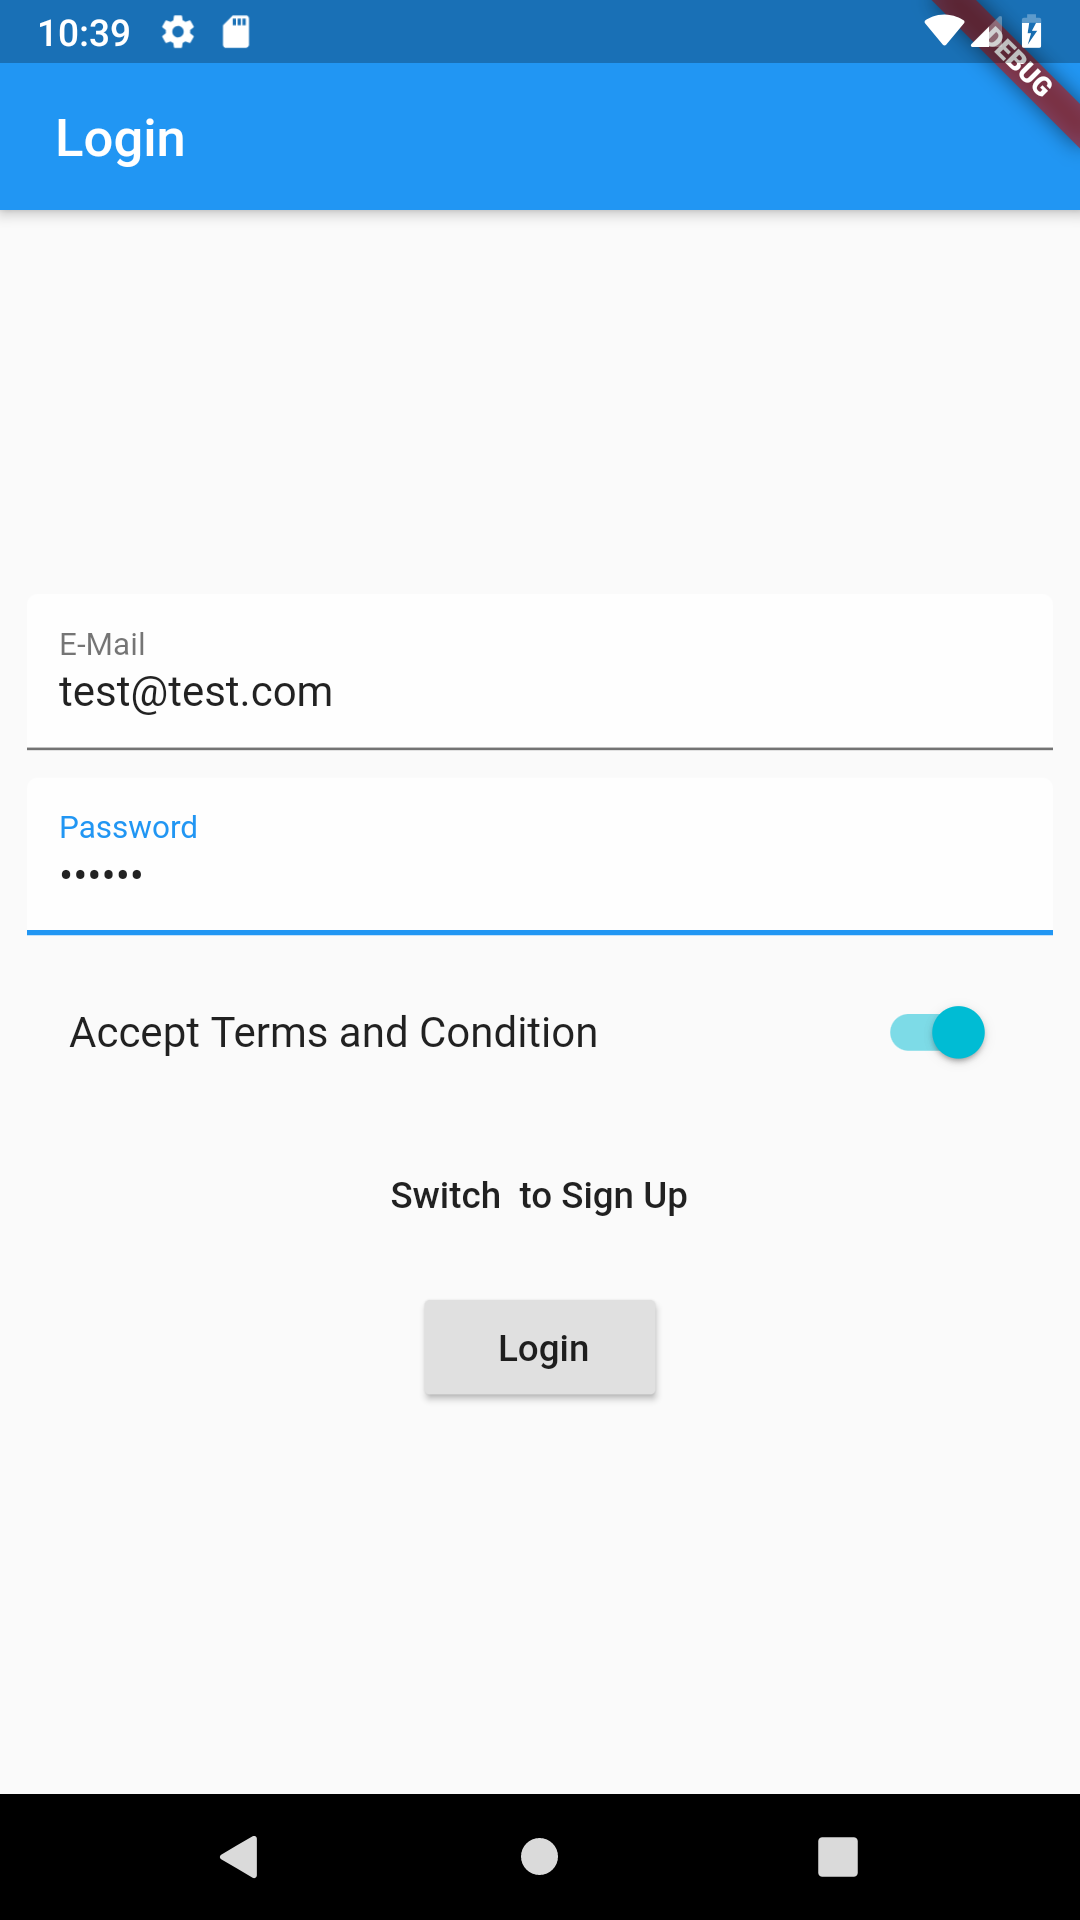 10:39
DEBUG
Login
E-Mail
test@test.com
Password
••••••
Accept Terms and Condition
Switch  to Sign Up
Login